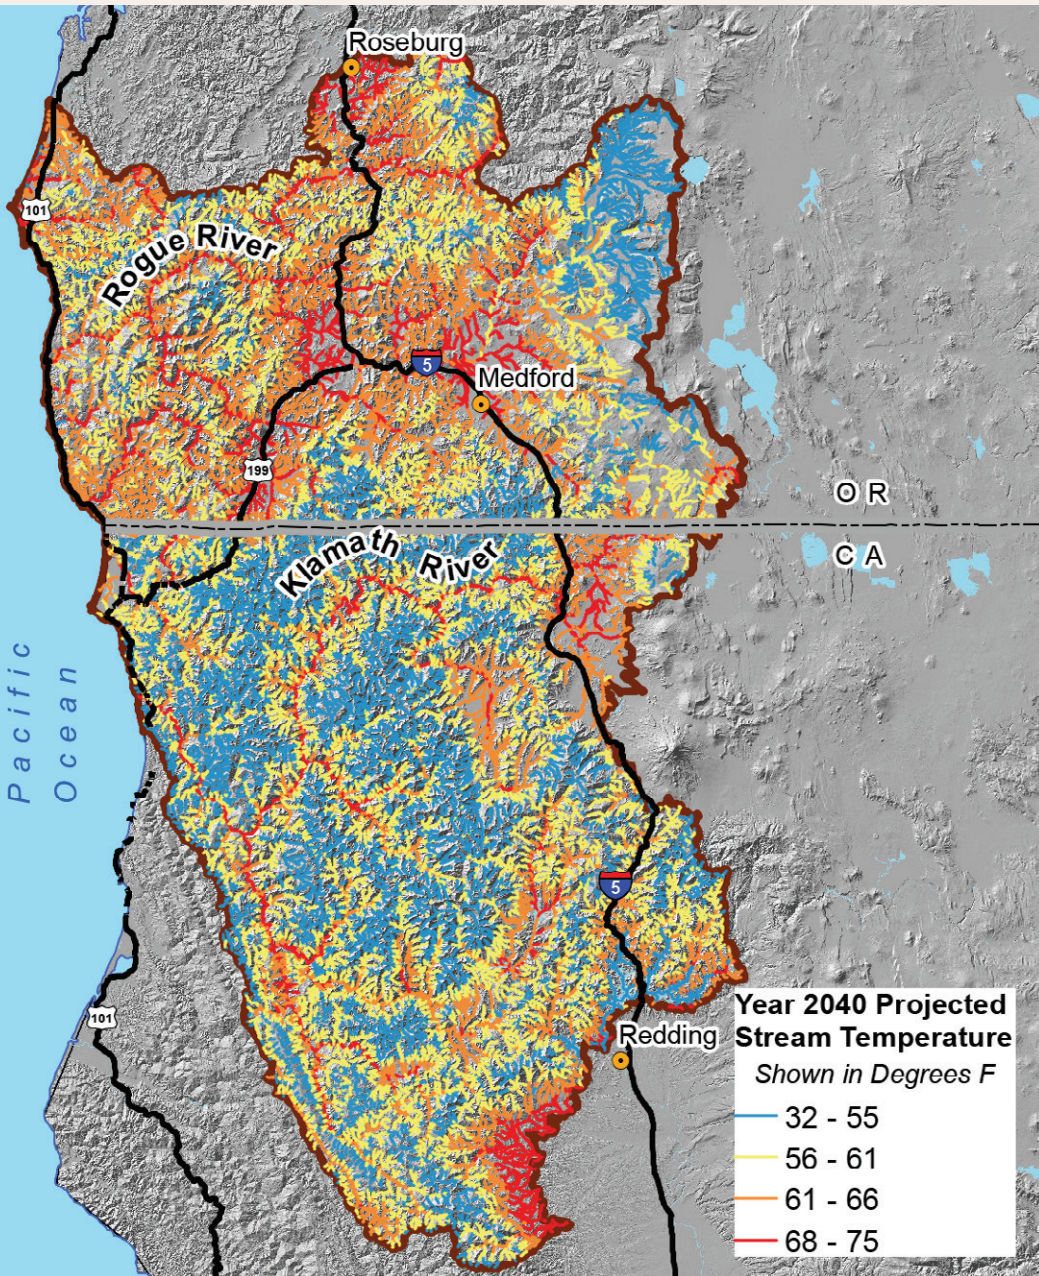 Roseburg
101
Rogue River
5
Medford
199
O R
C A
Klamath River
Pacific
Ocean
5
101
Redding
Year 2040 Projected
Stream Temperature
Shown in Degrees F
32 - 55
56 - 61
61 - 66
68 - 75